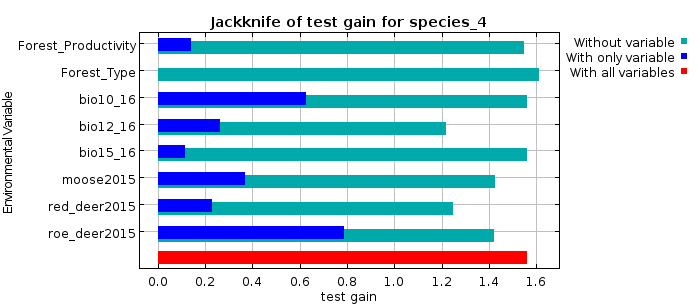 Jackknife of test gain for species_4
Without variable
With only variable
With all variables
Environmental Variable
Forest_Productivity
Forest_Type
bio10_16
bio12_16
bio15_16
moose2015
red_deer2015
roe_deer2015
0.0 0.2 0.4 0.6 0.8 1.0 1.2 1.4 1.6
test gain